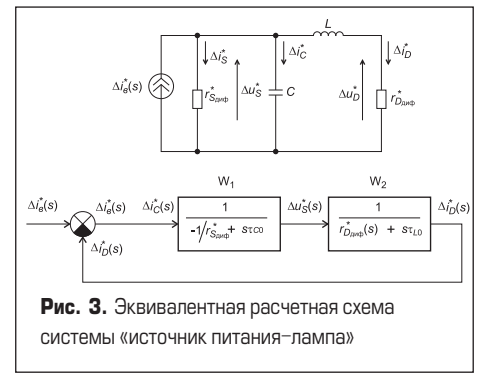 L
Δi*в(s) Δi*S r*Sдиф Δu*S Δi*C C Δu*D Δi*D r*Dдиф
W₁ W₂
Δi*в(s) Δi*в(s) Δi*C(s) 1 / -1/r*Sдиф + sτC0 Δu*S(s) 1 / r*Dдиф(s) + sτL0 Δi*D(s)
Δi*D(s)
Рис. 3. Эквивалентная расчетная схема
системы «источник питания–лампа»